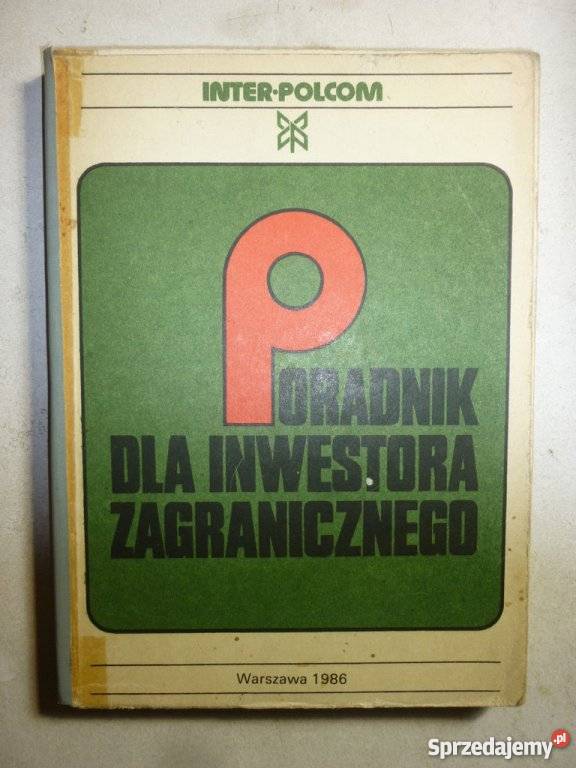 INTER-POLCOM
PORADNIK
DLA INWESTORA
ZAGRANICZNEGO
Warszawa 1986
Sprzedajemy.pl